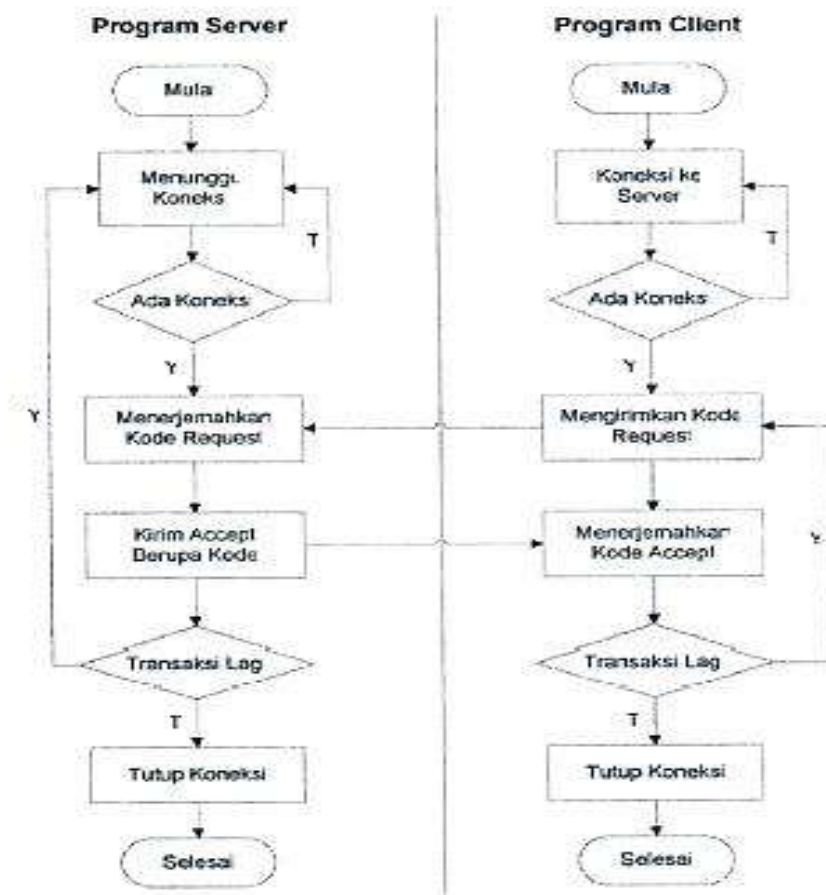 Program Server
Mula
Menunggu
Koneks
T
Ada Koneks
Y
Y
Menerjemahkan
Kode Request
Kirim Accept
Berupa Kode
Transaksi Lag
T
Tutup Koneksi
Selesai
Program Client
Mula
Koneksi ke
Server
T
Ada Koneks
Y
Mengirimkan Kode
Request
Menerjemahkan
Kode Accept
Y
Transaksi Lag
T
Tutup Koneksi
Selesai